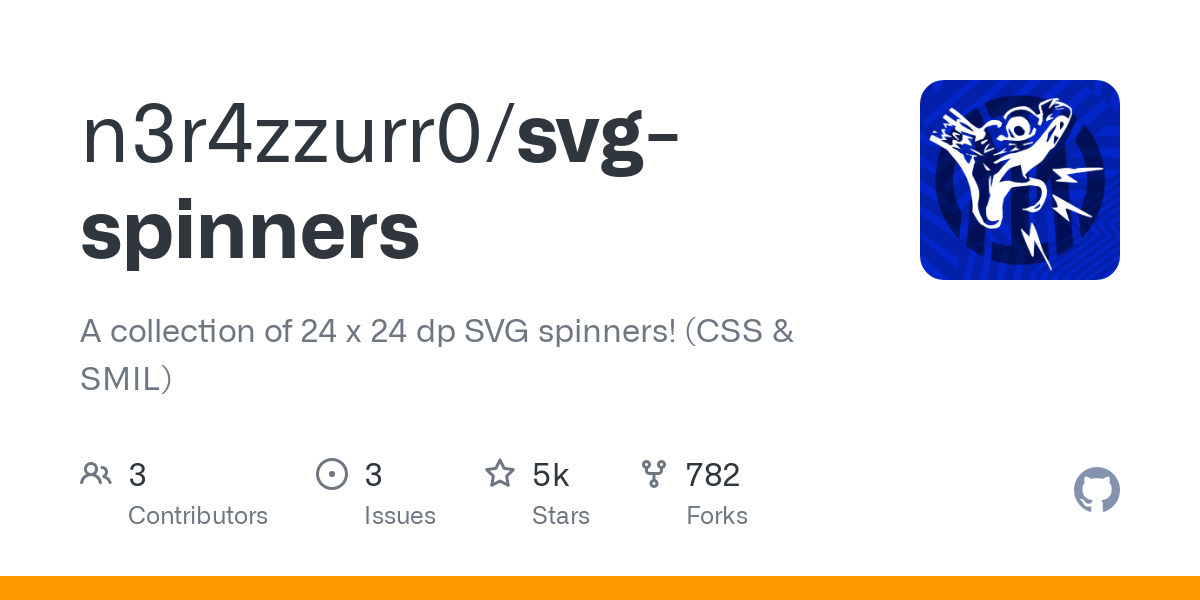 n3r4zzurr0/svg-
spinners
A collection of 24 x 24 dp SVG spinners! (CSS &
SMIL)
3 3 5k 782
Contributors Issues Stars Forks